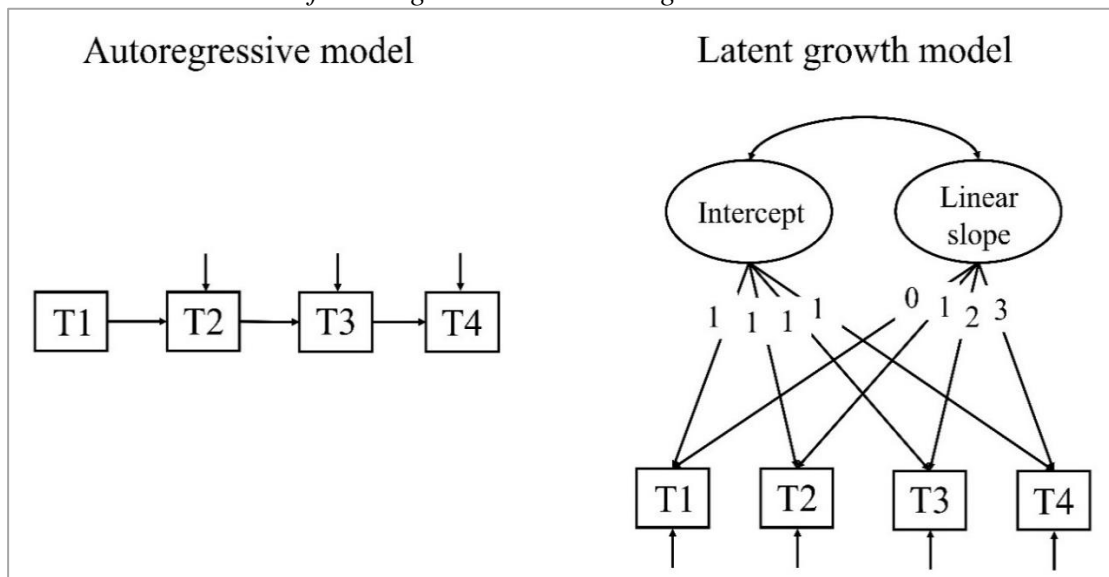 Autoregressive model
Latent growth model
Intercept
Linear
slope
1
1
1
1
0
1
2
3
T1
T2
T3
T4
T1
T2
T3
T4